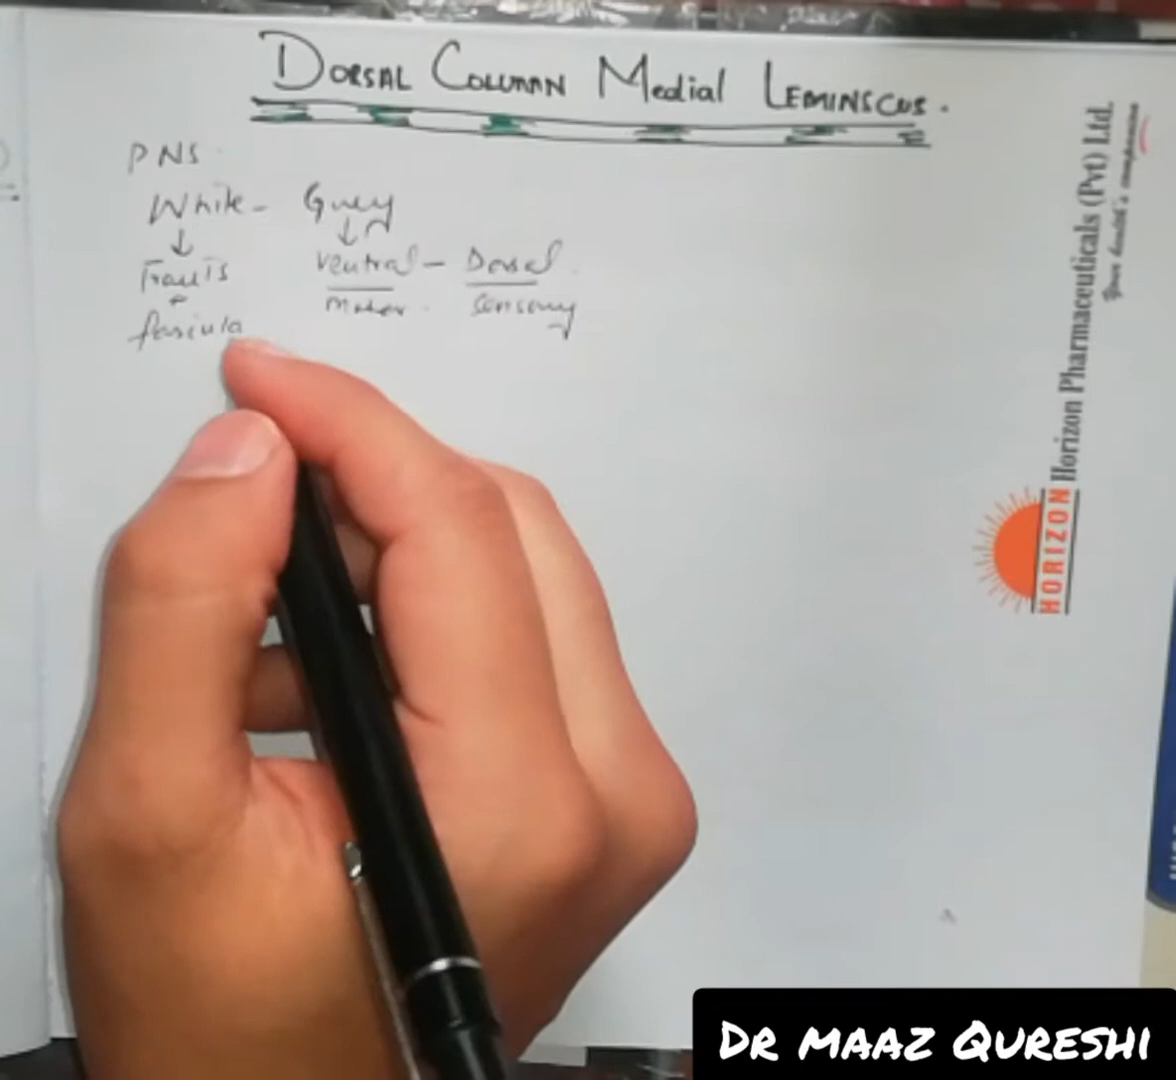 DORSAL COLUMN Medial LEMINSCUS.
PNS
White - Grey
↓ ↓
Tracts Ventral - Dorsal
motor. Sensory
HORIZON Horizon Pharmaceuticals (Pvt) Ltd.
DR MAAZ QURESHI